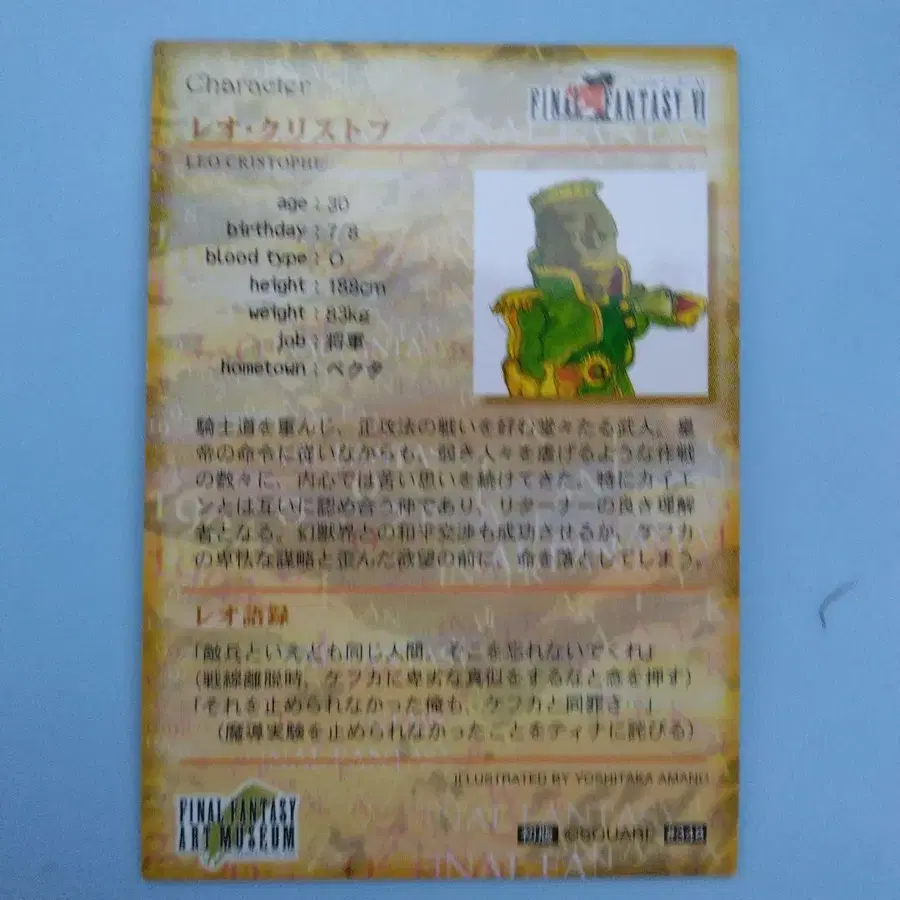 Character
FINAL FANTASY VI
レオ・クリストフ
LEO CRISTOPHE
age : 30
birthday : 7/8
blood type : O
height : 188cm
weight : 83kg
job : 将軍
hometown : ベクタ
騎士道を重んじ、正攻法の戦いを好む堂々たる武人。皇
帝の命令に従いながらも、弱き人々を虐げるような作戦
の数々に、内心では苦い思いを続けてきた。特にカイエ
ンとは互いに認め合う仲であり、リターナーの良き理解
者となる。幻獣界との和平交渉も成功させるが、ケフカ
の卑怯な謀略と歪んだ欲望の前に、命を落としてしまう。
レオ語録
「敵兵といえども同じ人間、そこを忘れないでくれ」
(戦線離脱時、ケフカに卑劣な真似をするなと念を押す)
「それを止められなかった俺も、ケフカと同罪さ…」
(魔導実験を止められなかったことをティナに詫びる)
ILLUSTRATED BY YOSHITAKA AMANO
FINAL FANTASY
ART MUSEUM
初版 ©SQUARE